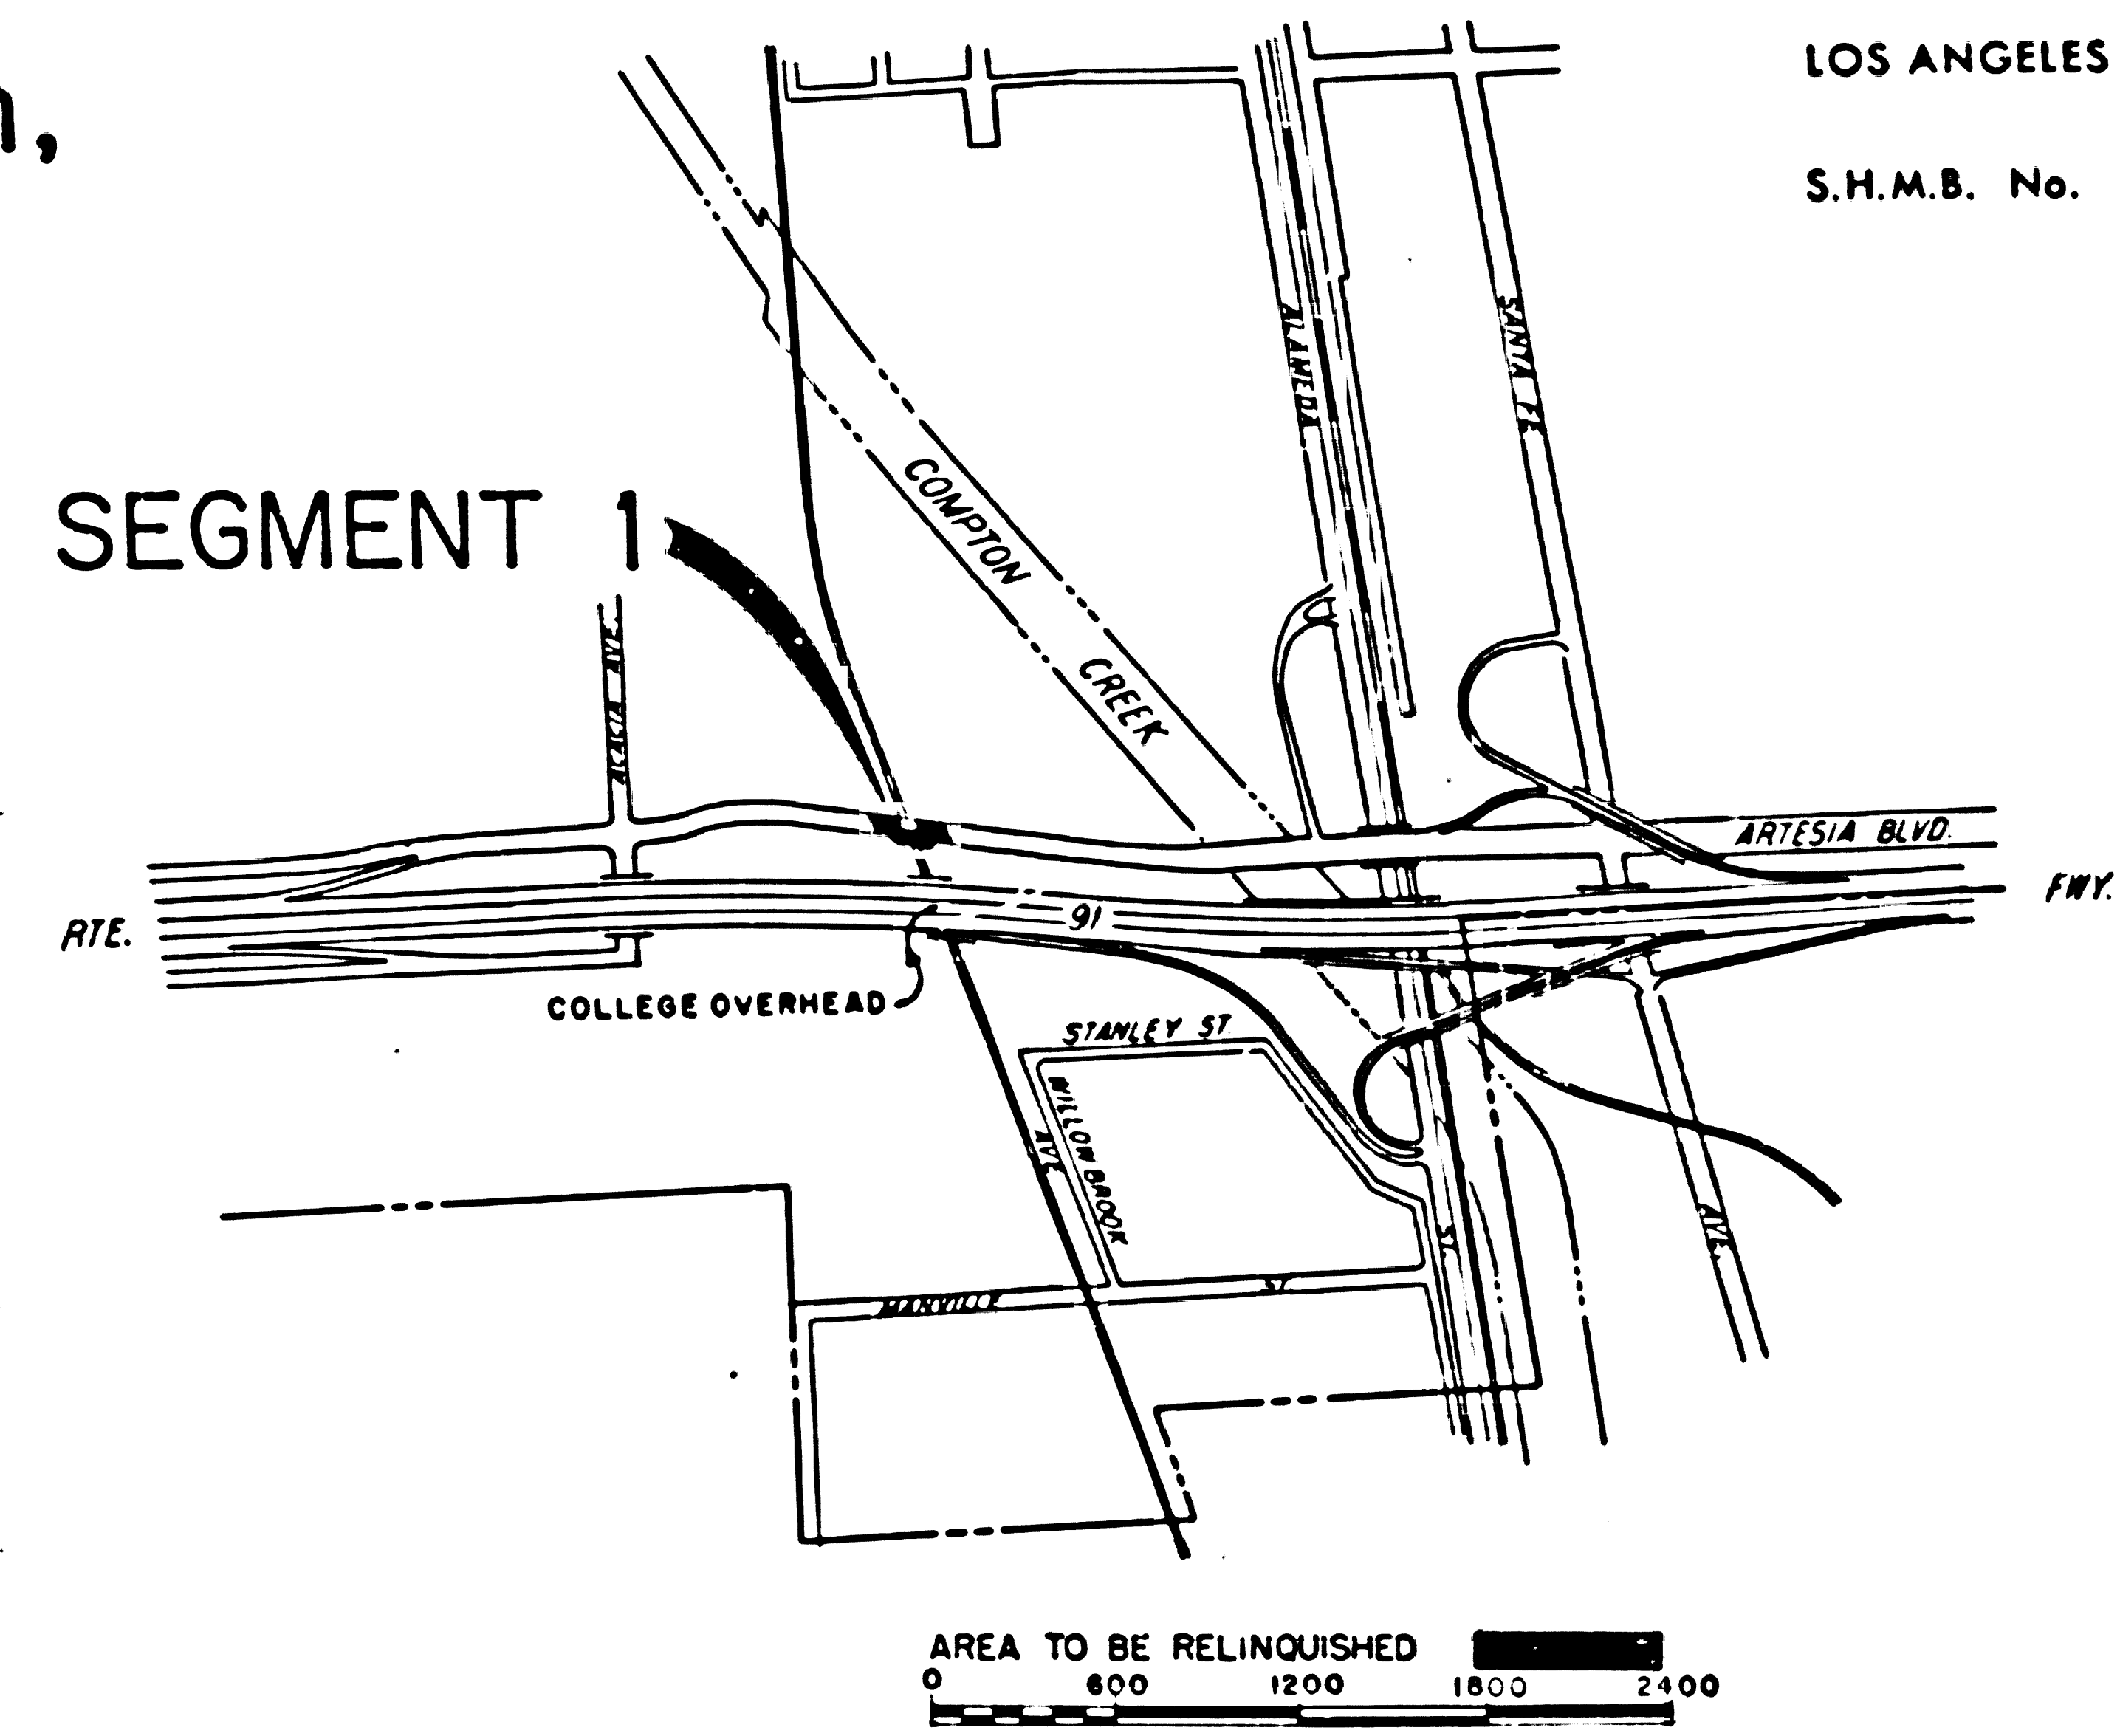 LOS ANGELES
S.H.M.B. No.
ALAMEDA
SANTA FE
COMPTON
CREEK
SEGMENT 1
ARTESIA BLVD.
RTE.
91
FWY.
COLLEGE OVERHEAD
STANLEY ST.
WILLOWBROOK
AVE.
ST.
AVE.
ST.
AREA TO BE RELINQUISHED
0 600 1200 1800 2400